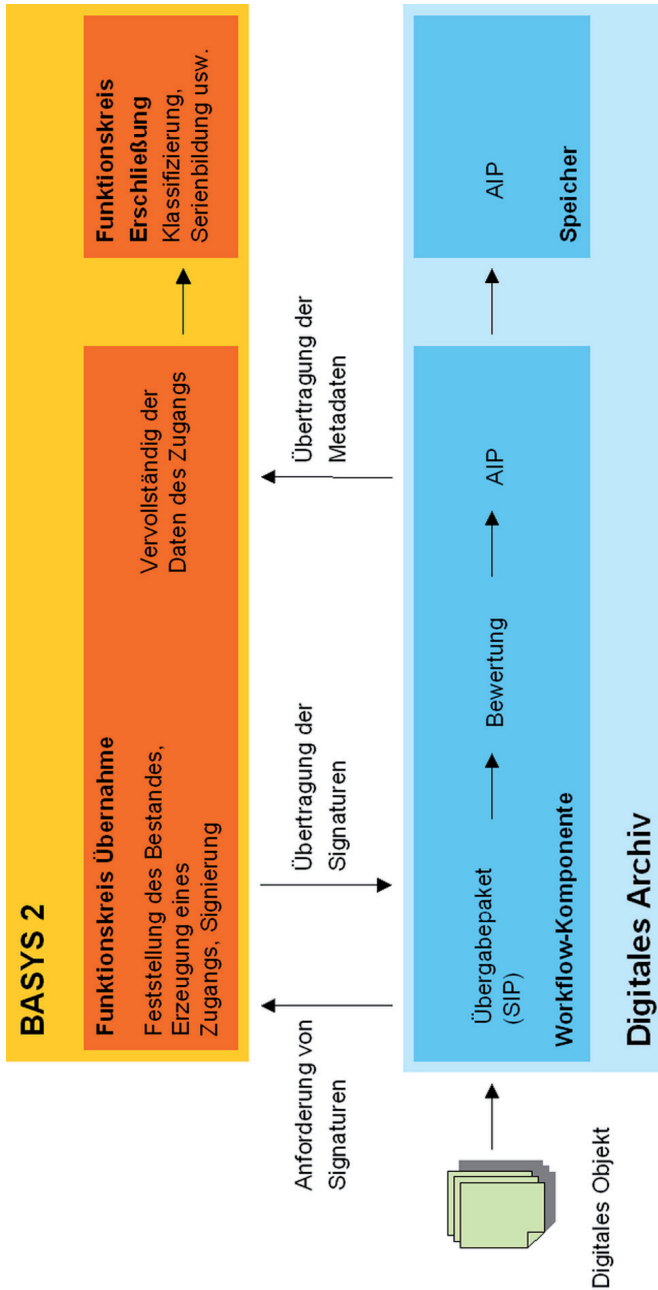 BASYS 2
Funktionskreis Übernahme
Feststellung des Bestandes,
Erzeugung eines
Zugangs, Signierung
Vervollständig der
Daten des Zugangs
Funktionskreis
Erschließung
Klassifizierung,
Serienbildung usw.
Anforderung von
Signaturen
Übertragung der
Signaturen
Übertragung der
Metadaten
Digitales Objekt
Übergabepaket
(SIP)
Bewertung
AIP
Workflow-Komponente
AIP
Speicher
Digitales Archiv